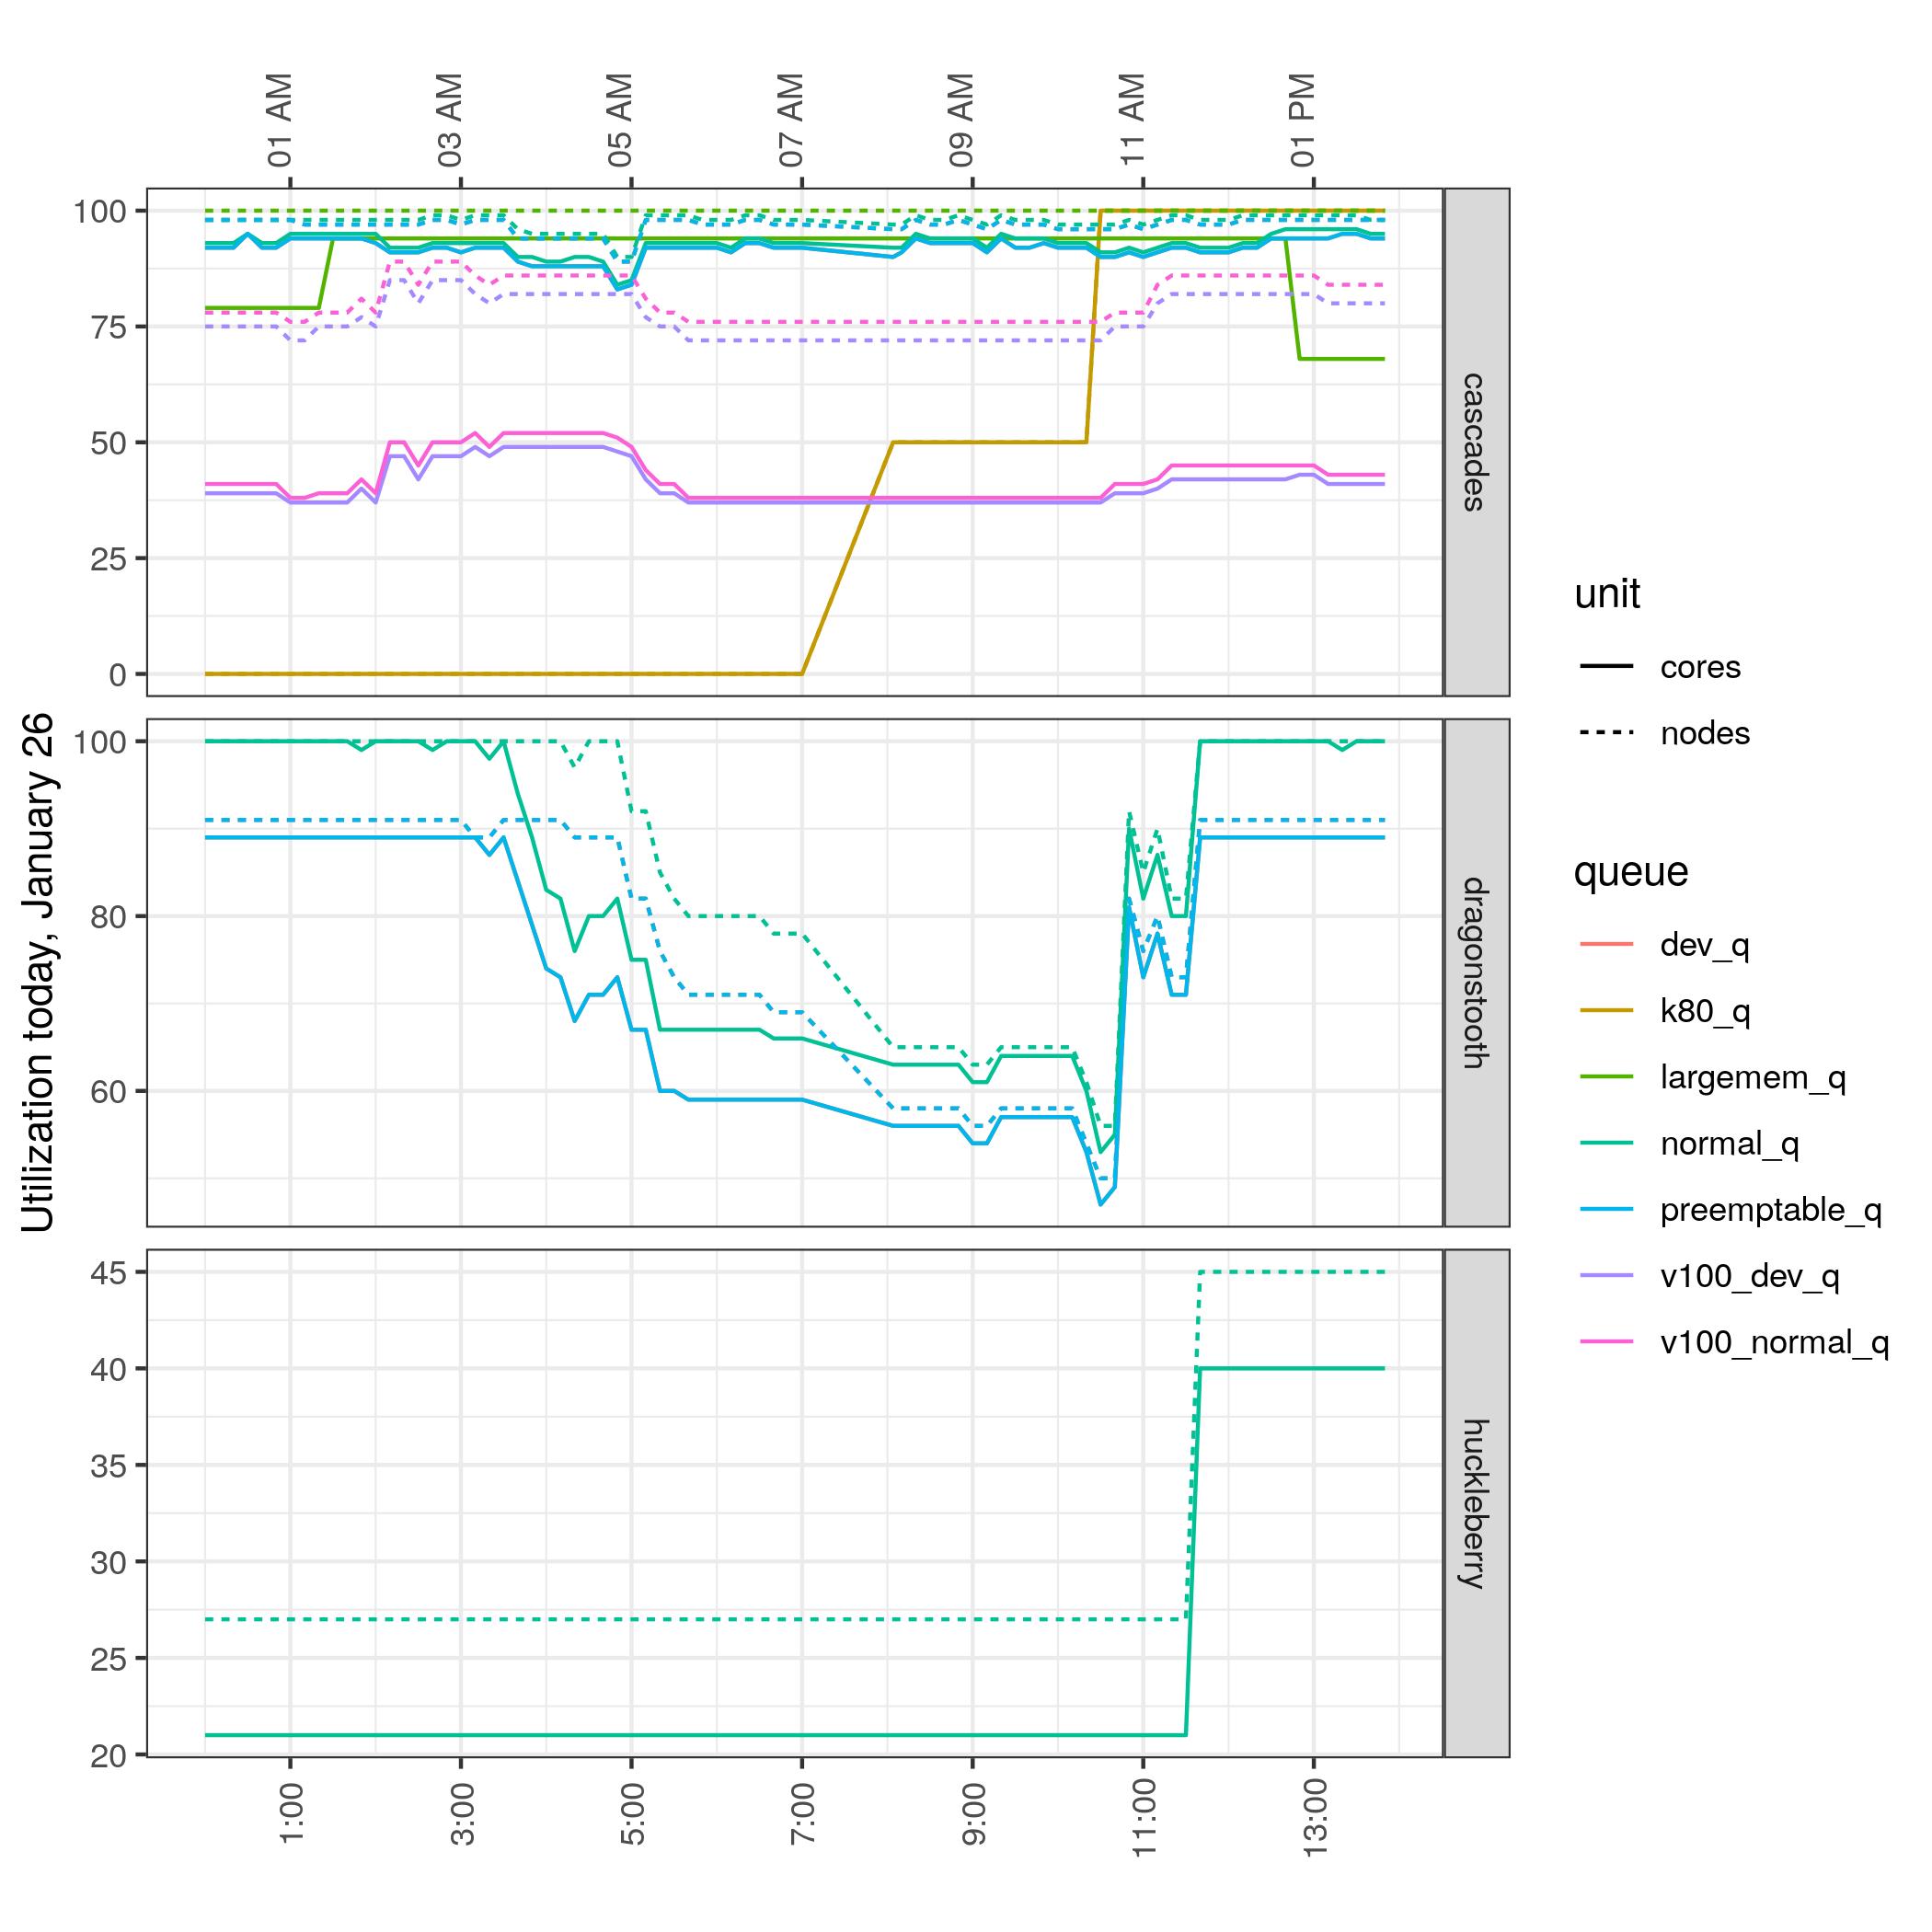 01 AM
03 AM
05 AM
07 AM
09 AM
11 AM
01 PM
Utilization today, January 26
100
75
50
25
0
cascades
100
80
60
dragonstooth
45
40
35
30
25
20
huckleberry
1:00
3:00
5:00
7:00
9:00
11:00
13:00
unit
cores
nodes
queue
dev_q
k80_q
largemem_q
normal_q
preemptable_q
v100_dev_q
v100_normal_q